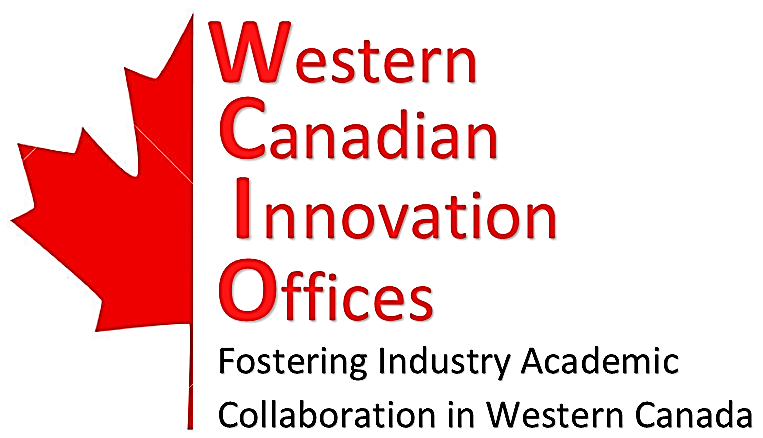 Western
Canadian
Innovation
Offices
Fostering Industry Academic
Collaboration in Western Canada